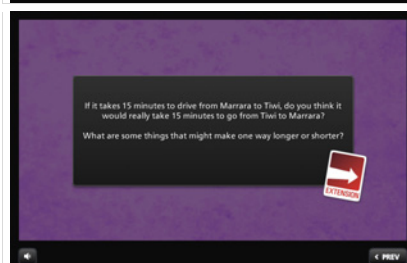 If it takes 15 minutes to drive from Marrara to Tiwi, do you think it
would really take 15 minutes to go from Tiwi to Marrara?
What are some things that might make one way longer or shorter?
EXTENSION
< PREV